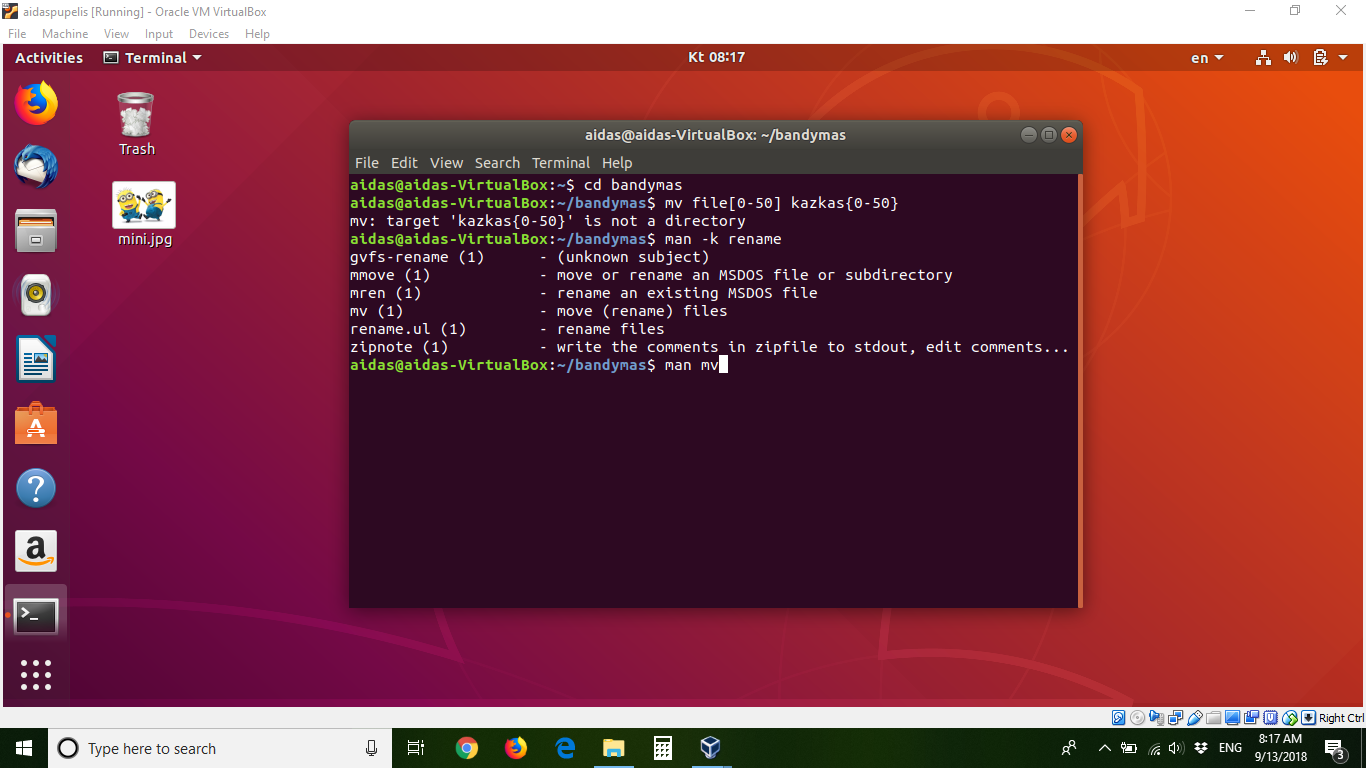 aidaspupelis [Running] - Oracle VM VirtualBox
File Machine View Input Devices Help
Activities Terminal Kt 08:17 en
Trash
mini.jpg
aidas@aidas-VirtualBox: ~/bandymas
File Edit View Search Terminal Help
aidas@aidas-VirtualBox:~$ cd bandymas
aidas@aidas-VirtualBox:~/bandymas$ mv file[0-50] kazkas{0-50}
mv: target 'kazkas{0-50}' is not a directory
aidas@aidas-VirtualBox:~/bandymas$ man -k rename
gvfs-rename (1)      - (unknown subject)
mmove (1)            - move or rename an MSDOS file or subdirectory
mren (1)             - rename an existing MSDOS file
mv (1)               - move (rename) files
rename.ul (1)        - rename files
zipnote (1)          - write the comments in zipfile to stdout, edit comments...
aidas@aidas-VirtualBox:~/bandymas$ man mv
Right Ctrl
Type here to search
ENG
8:17 AM
9/13/2018
3